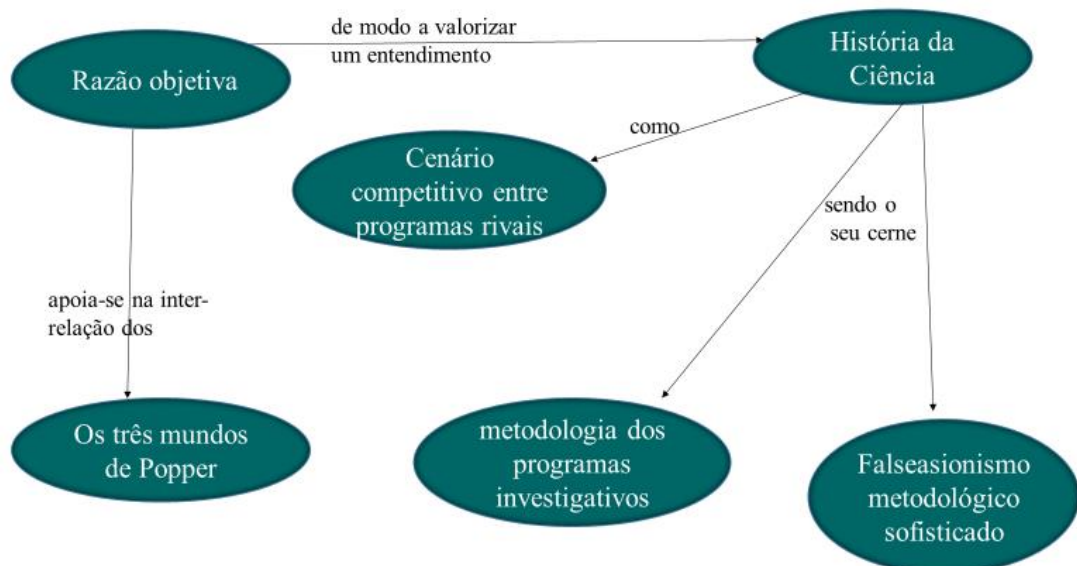 de modo a valorizar
um entendimento
Razão objetiva
História da
Ciência
como
Cenário
competitivo entre
programas rivais
sendo o
seu cerne
apoia-se na inter-
relação dos
Os três mundos
de Popper
metodologia dos
programas
investigativos
Falseasionismo
metodológico
sofisticado